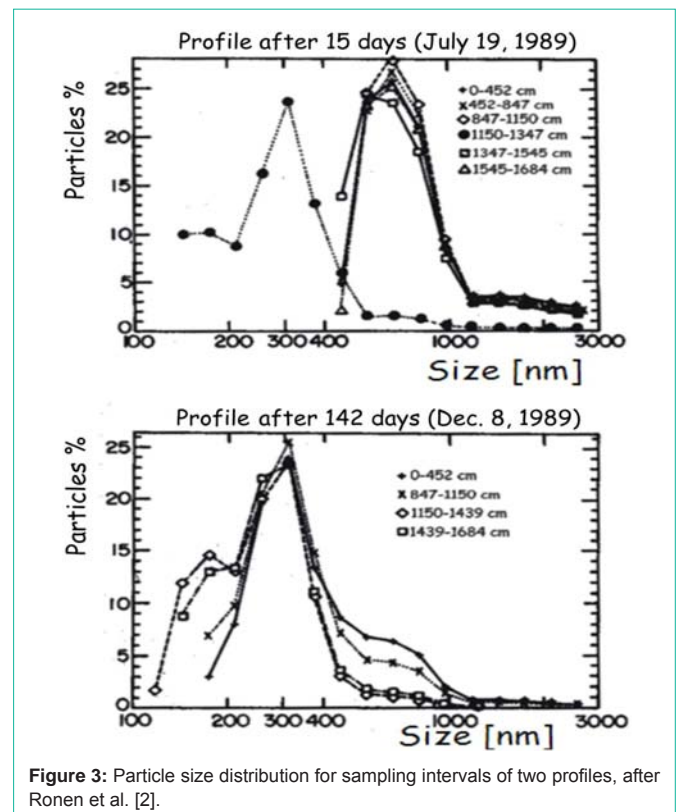 Profile after 15 days (July 19, 1989)
Particles %
25
20
15
10
5
0
+0-452 cm
×452-847 cm
◇847-1150 cm
●1150-1347 cm
□1347-1545 cm
△1545-1684 cm
100 200 300 400 1000 3000
Size [nm]
Profile after 142 days (Dec. 8, 1989)
Particles %
25
20
15
10
5
0
+0-452 cm
×847-1150 cm
◇1150-1439 cm
□1439-1684 cm
100 200 300 400 1000 3000
Size [nm]
Figure 3: Particle size distribution for sampling intervals of two profiles, after
Ronen et al. [2].